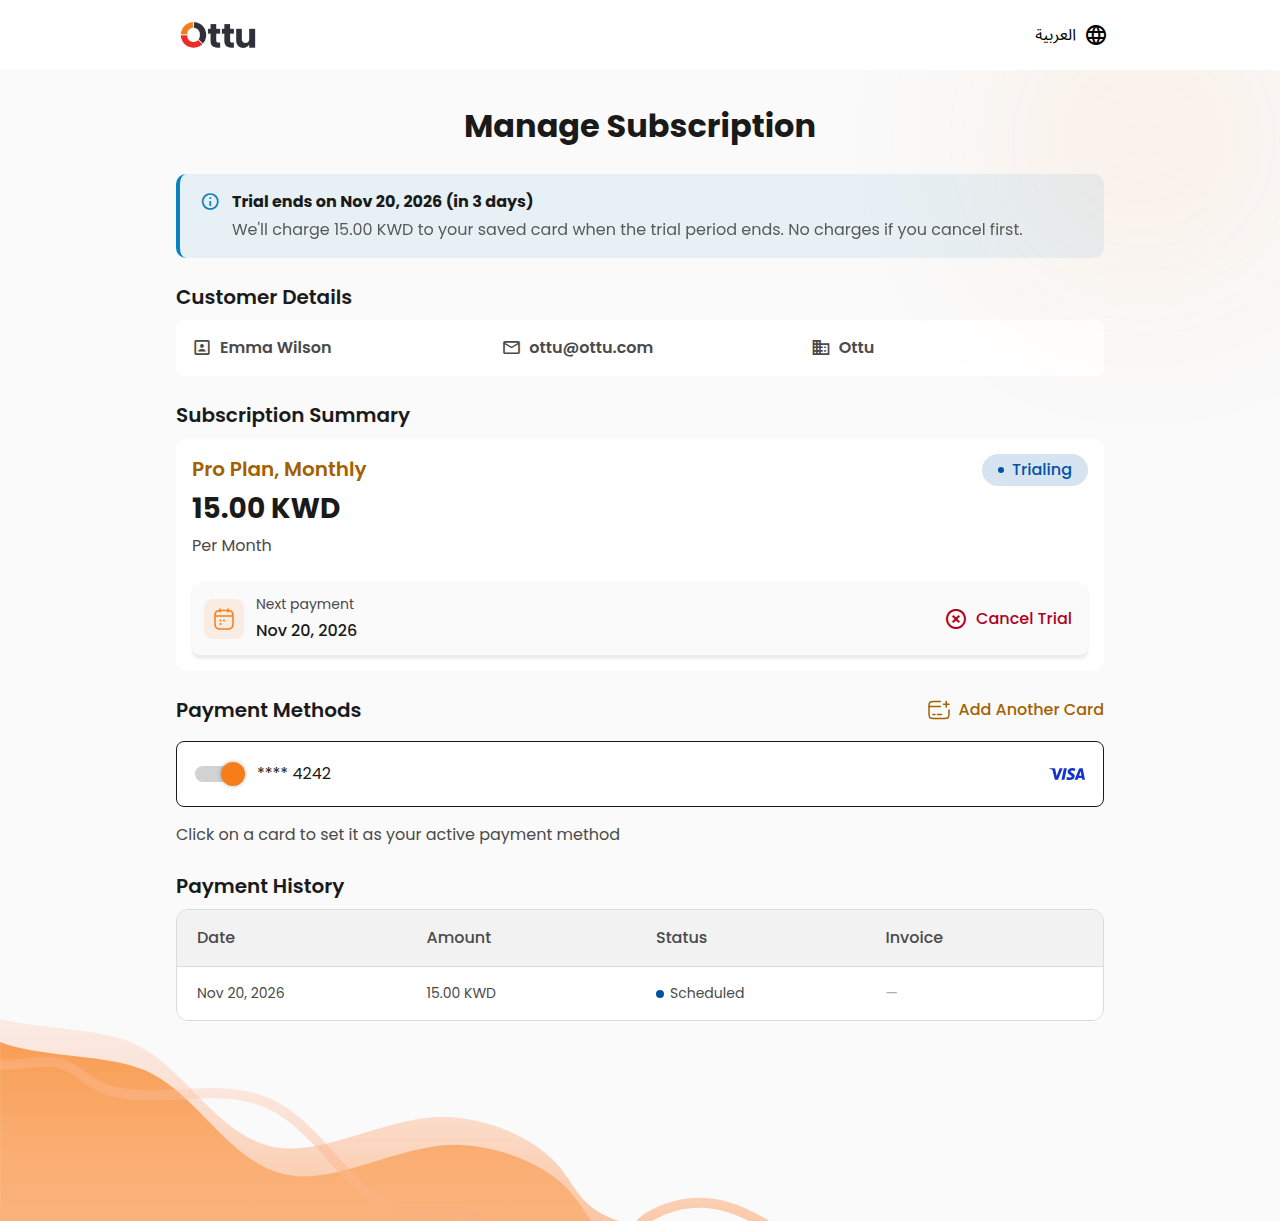 Ottu
العربية
Manage Subscription
Trial ends on Nov 20, 2026 (in 3 days)
We'll charge 15.00 KWD to your saved card when the trial period ends. No charges if you cancel first.
Customer Details
Emma Wilson
ottu@ottu.com
Ottu
Subscription Summary
Pro Plan, Monthly
Trialing
15.00 KWD
Per Month
Next payment
Nov 20, 2026
Cancel Trial
Payment Methods
Add Another Card
**** 4242
VISA
Click on a card to set it as your active payment method
Payment History
Date Amount Status Invoice
Nov 20, 2026 15.00 KWD Scheduled —